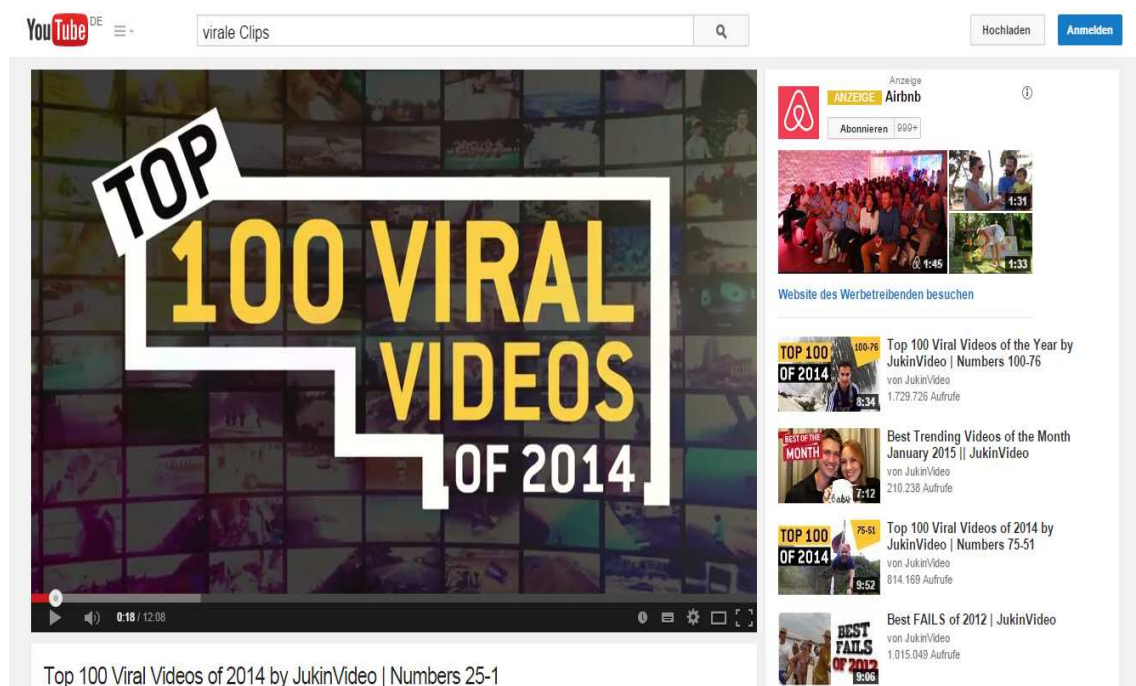 YouTube DE
virale Clips
Hochladen
Anmelden
TOP
100 VIRAL
VIDEOS
OF 2014
0:18 / 12:08
Top 100 Viral Videos of 2014 by JukinVideo | Numbers 25-1
Anzeige
ANZEIGE Airbnb
Abonnieren 999+
1:45
1:31
1:33
Website des Werbetreibenden besuchen
TOP 100
OF 2014
100-76
8:34
Top 100 Viral Videos of the Year by
JukinVideo | Numbers 100-76
von JukinVideo
1.729.726 Aufrufe
BEST OF THE
MONTH
7:12
Best Trending Videos of the Month
January 2015 || JukinVideo
von JukinVideo
210.238 Aufrufe
TOP 100
OF 2014
75-51
9:52
Top 100 Viral Videos of 2014 by
JukinVideo | Numbers 75-51
von JukinVideo
814.169 Aufrufe
BEST
FAILS
OF 2012
9:06
Best FAILS of 2012 | JukinVideo
von JukinVideo
1.015.049 Aufrufe